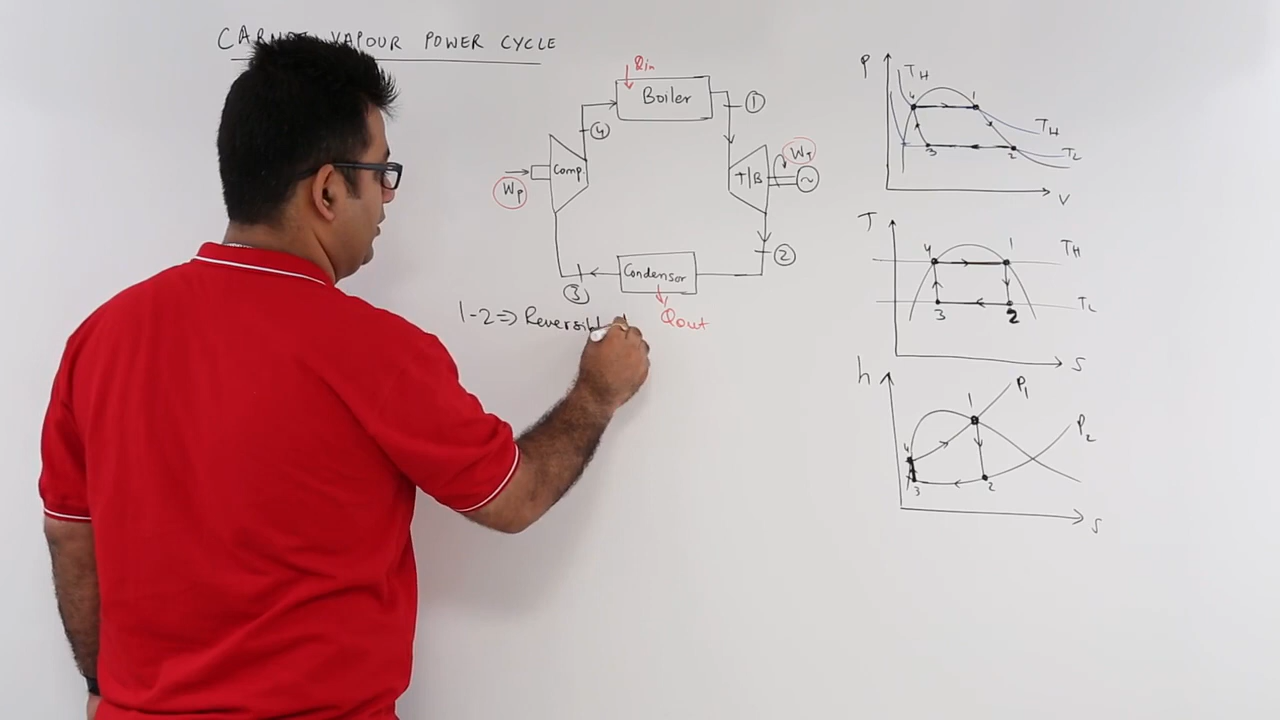 VAPOUR POWER CYCLE
Qin
Boiler
1
4
Comp.
Wp
T/B
WT
~
2
Condensor
3
Qout
1-2 ⇒
P
TH
4
1
TH
3
2
TL
V
T
4
1
TH
3
2
TL
S
h
P1
1
P2
4
3
2
S